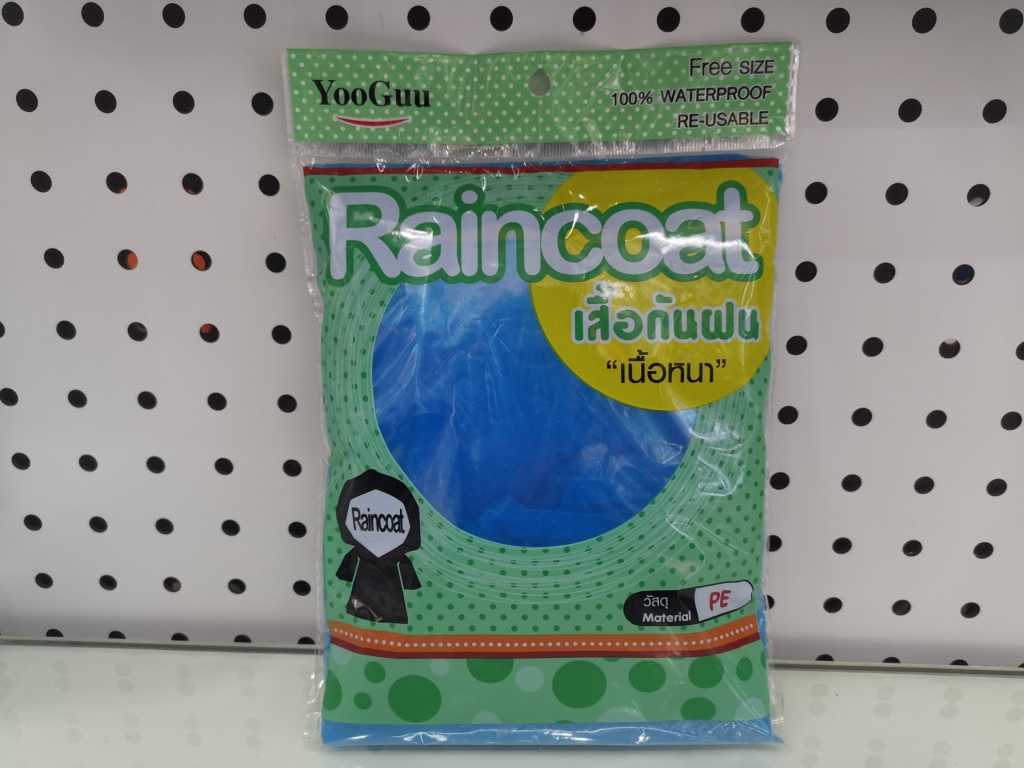 YooGuu
Free SIZE
100% WATERPROOF
RE-USABLE
Raincoat
เสื้อกันฝน
“เนื้อหนา”
Raincoat
วัสดุ
Material
PE